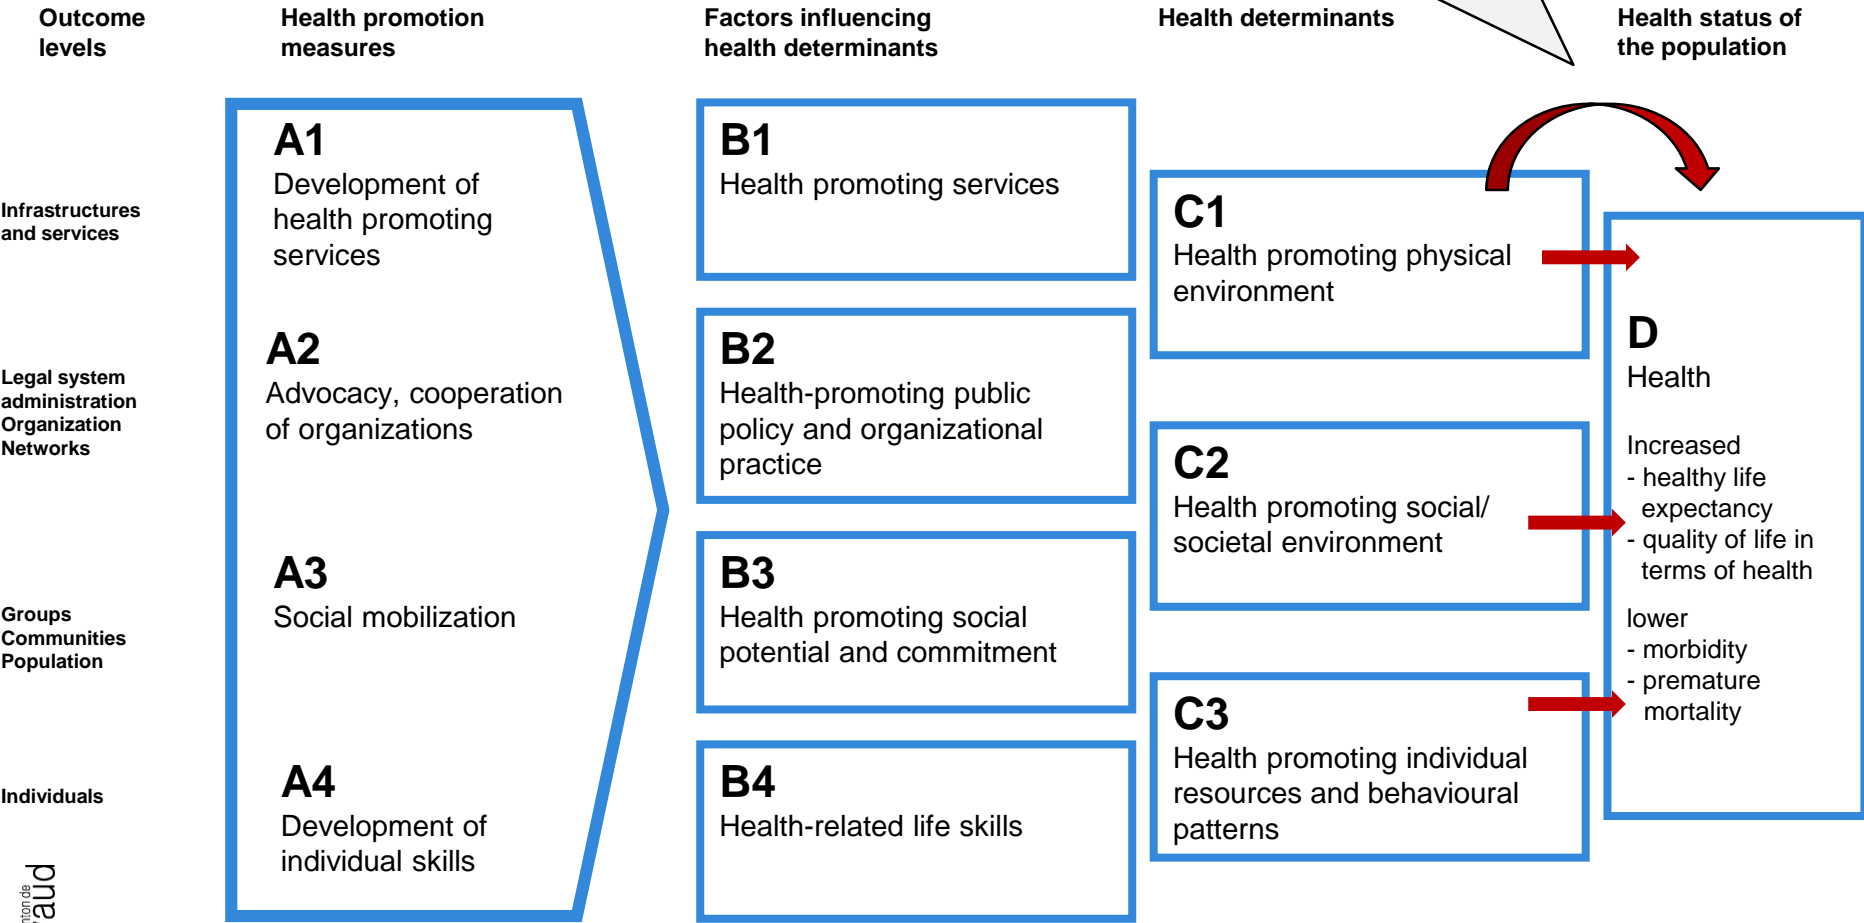 Outcome
levels
Health promotion
measures
Factors influencing
health determinants
Health determinants
Health status of
the population
Infrastructures
and services
Legal system
administration
Organization
Networks
Groups
Communities
Population
Individuals
A1
Development of
health promoting
services
A2
Advocacy, cooperation
of organizations
A3
Social mobilization
A4
Development of
individual skills
B1
Health promoting services
B2
Health-promoting public
policy and organizational
practice
B3
Health promoting social
potential and commitment
B4
Health-related life skills
C1
Health promoting physical
environment
C2
Health promoting social/
societal environment
C3
Health promoting individual
resources and behavioural
patterns
D
Health
Increased
- healthy life
expectancy
- quality of life in
terms of health
lower
- morbidity
- premature
mortality
de
aud